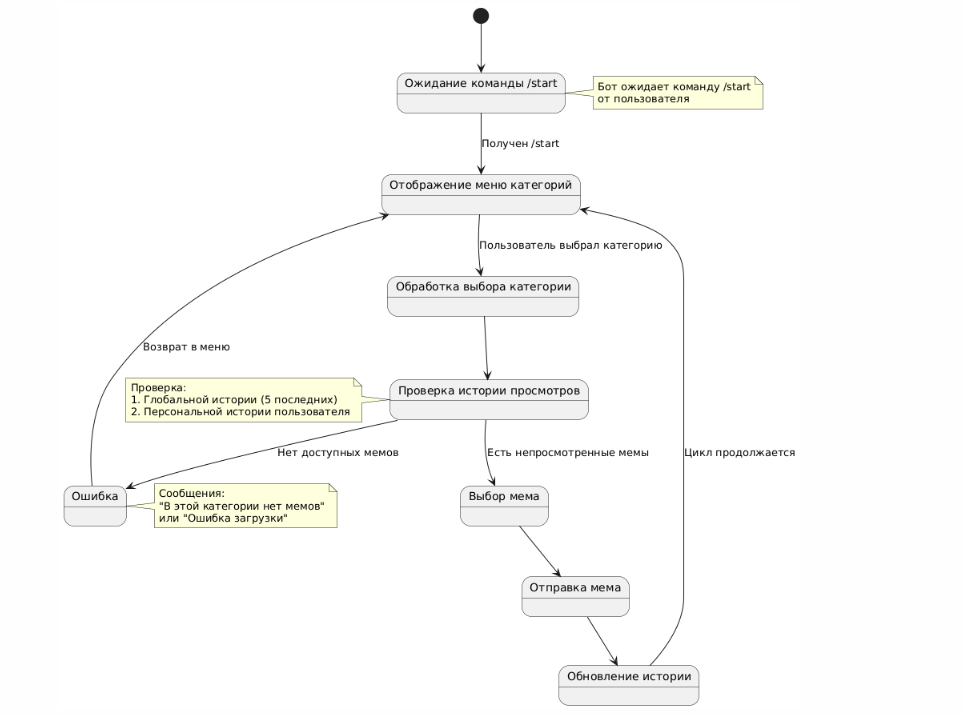 Ожидание команды /start
Бот ожидает команду /start
от пользователя
Получен /start
Отображение меню категорий
Пользователь выбрал категорию
Обработка выбора категории
Возврат в меню
Проверка:
1. Глобальной истории (5 последних)
2. Персональной истории пользователя
Проверка истории просмотров
Нет доступных мемов
Есть непросмотренные мемы
Цикл продолжается
Ошибка
Сообщения:
"В этой категории нет мемов"
или "Ошибка загрузки"
Выбор мема
Отправка мема
Обновление истории